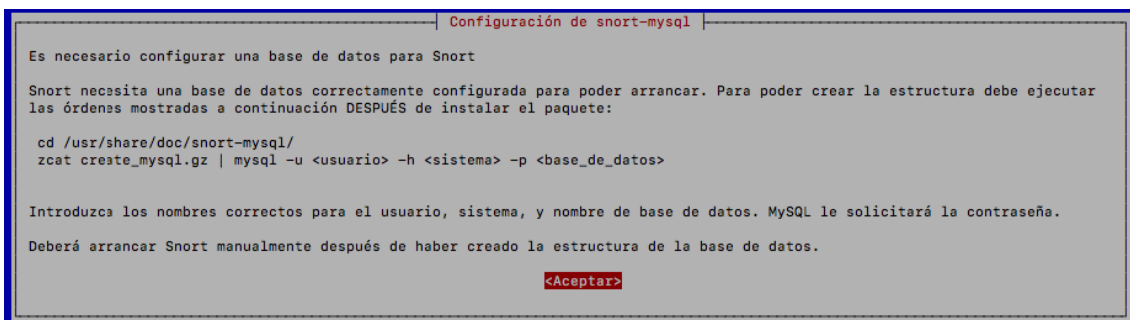 Configuración de snort-mysql
Es necesario configurar una base de datos para Snort
Snort necesita una base de datos correctamente configurada para poder arrancar. Para poder crear la estructura debe ejecutar
las órdenes mostradas a continuación DESPUÉS de instalar el paquete:
cd /usr/share/doc/snort-mysql/
zcat create_mysql.gz | mysql -u <usuario> -h <sistema> -p <base_de_datos>
Introduzca los nombres correctos para el usuario, sistema, y nombre de base de datos. MySQL le solicitará la contraseña.
Deberá arrancar Snort manualmente después de haber creado la estructura de la base de datos.
<Aceptar>